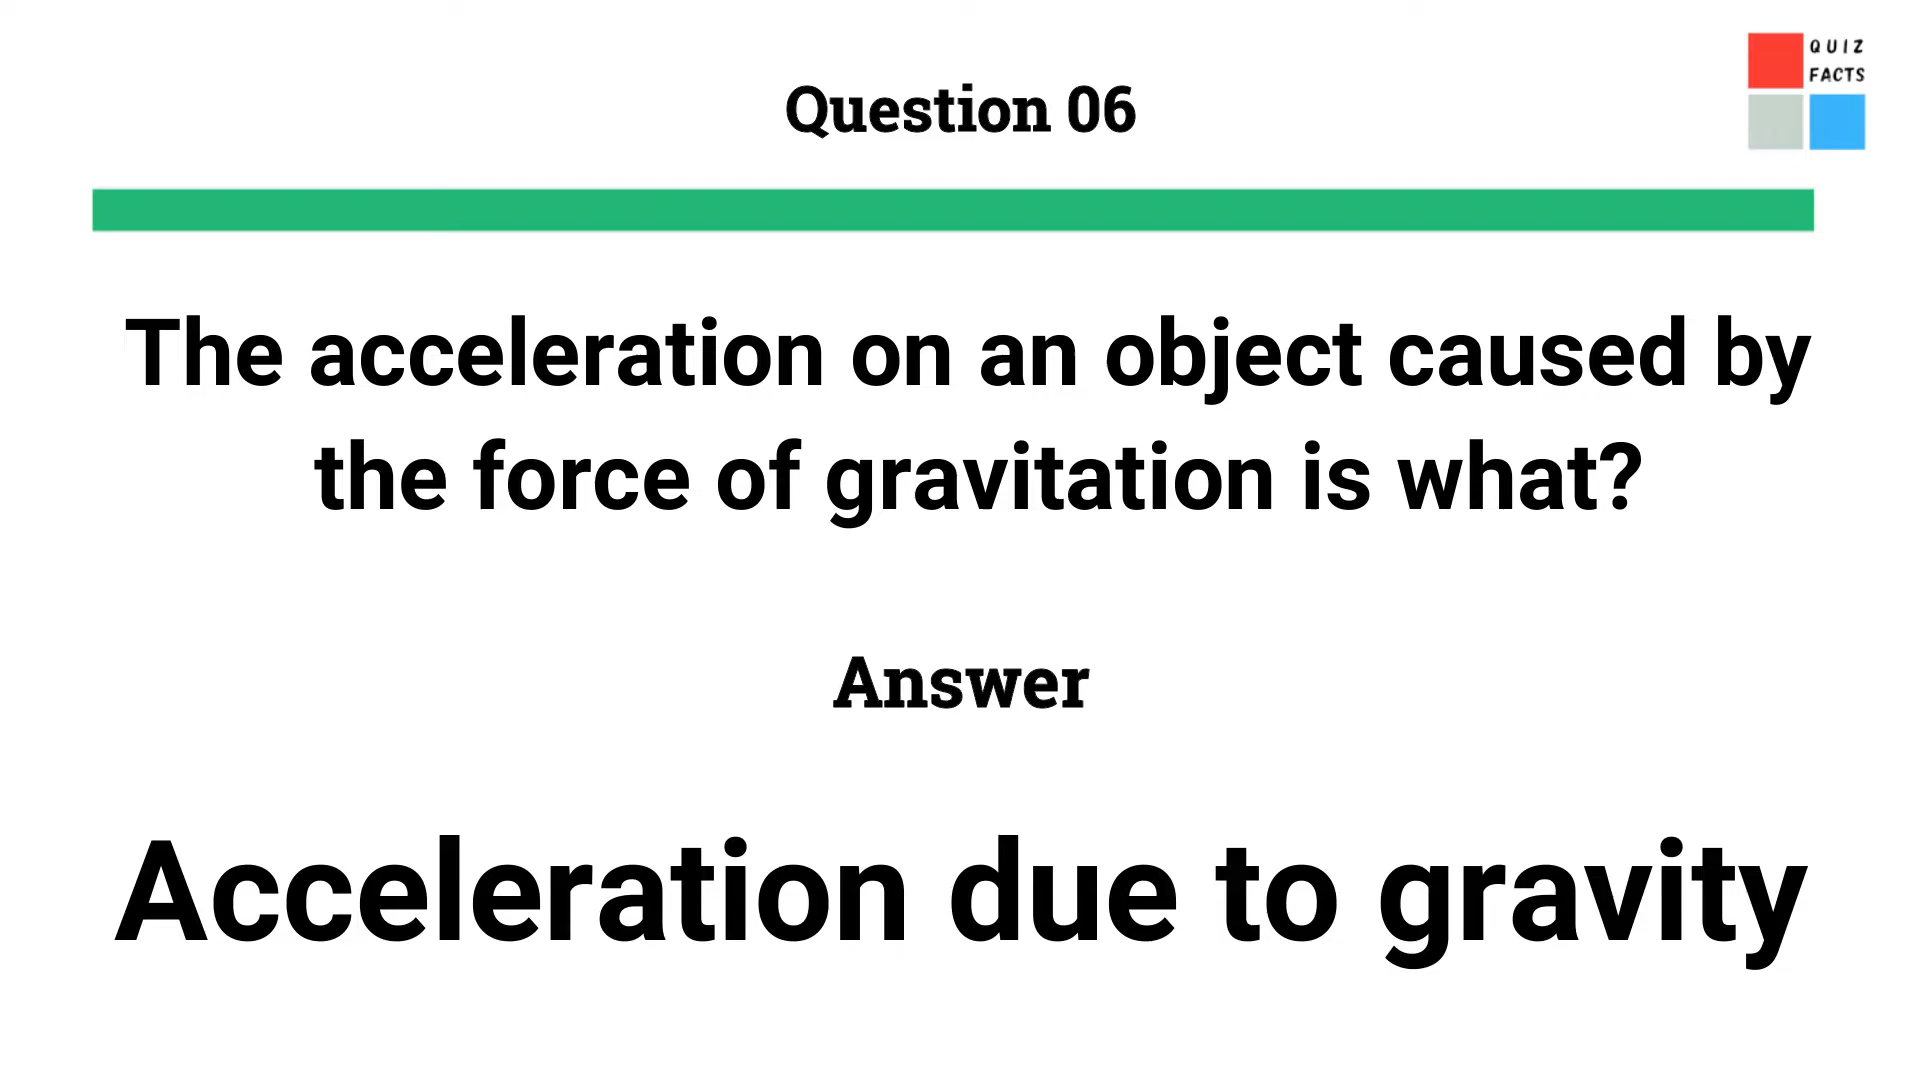 QUIZ
FACTS
Question 06
The acceleration on an object caused by
the force of gravitation is what?
Answer
Acceleration due to gravity